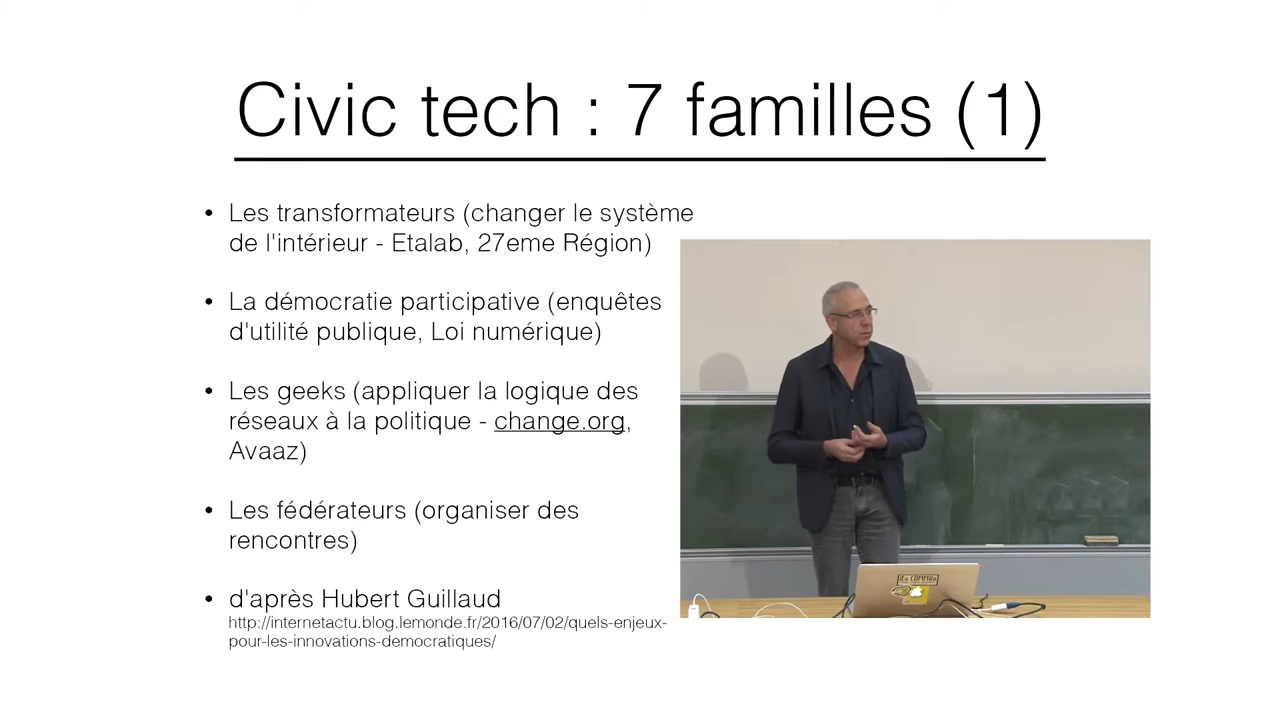 Civic tech : 7 familles (1)
• Les transformateurs (changer le système
de l'intérieur - Etalab, 27eme Région)
• La démocratie participative (enquêtes
d'utilité publique, Loi numérique)
• Les geeks (appliquer la logique des
réseaux à la politique - change.org,
Avaaz)
• Les fédérateurs (organiser des
rencontres)
• d'après Hubert Guillaud
http://internetactu.blog.lemonde.fr/2016/07/02/quels-enjeux-
pour-les-innovations-democratiques/